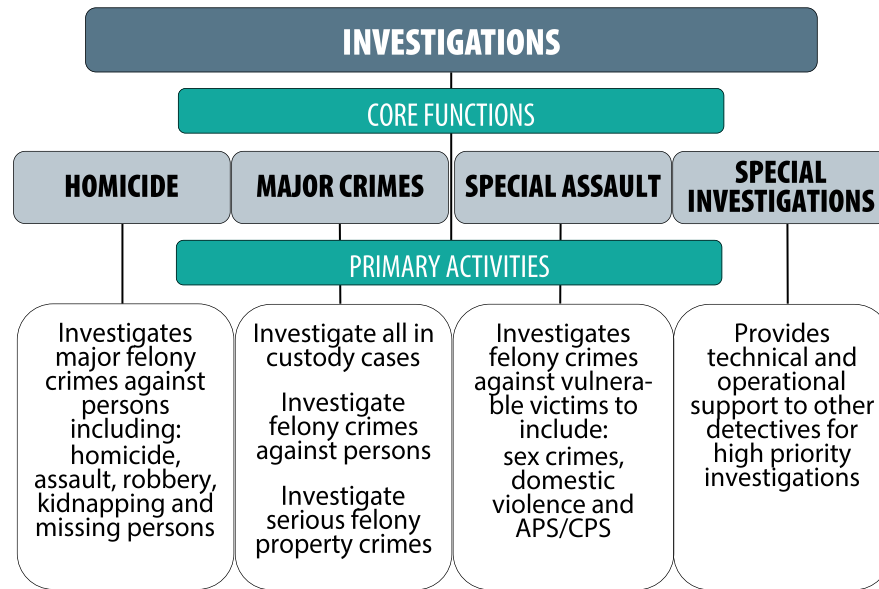 INVESTIGATIONS
CORE FUNCTIONS
HOMICIDE
MAJOR CRIMES
SPECIAL ASSAULT
SPECIAL
INVESTIGATIONS
PRIMARY ACTIVITIES
Investigates
major felony
crimes against
persons
including:
homicide,
assault, robbery,
kidnapping and
missing persons
Investigate all in
custody cases
Investigate
felony crimes
against persons
Investigate
serious felony
property crimes
Investigates
felony crimes
against vulnera-
ble victims to
include:
sex crimes,
domestic
violence and
APS/CPS
Provides
technical and
operational
support to other
detectives for
high priority
investigations